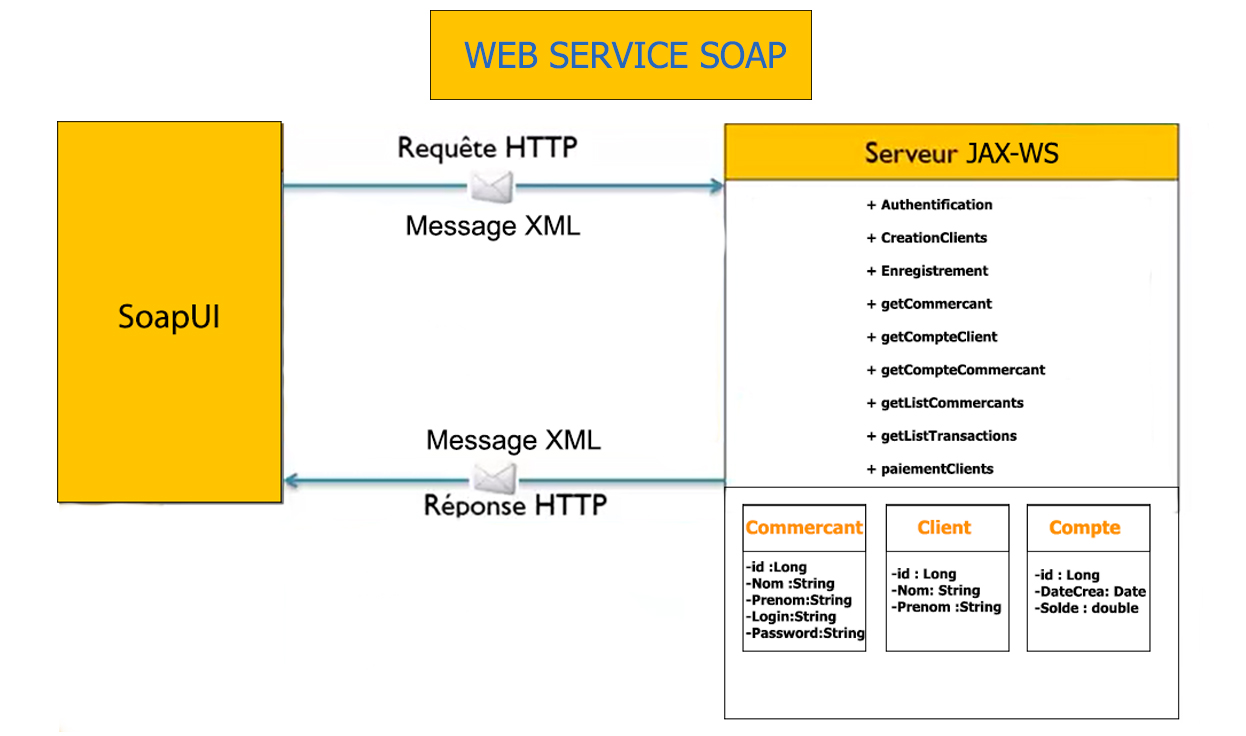 WEB SERVICE SOAP
SoapUI
Requête HTTP
Message XML
Message XML
Réponse HTTP
Serveur JAX-WS
+ Authentification
+ CreationClients
+ Enregistrement
+ getCommercant
+ getCompteClient
+ getCompteCommercant
+ getListCommercants
+ getListTransactions
+ paiementClients
Commercant
-id :Long
-Nom :String
-Prenom:String
-Login:String
-Password:String
Client
-id : Long
-Nom: String
-Prenom :String
Compte
-id : Long
-DateCrea: Date
-Solde : double